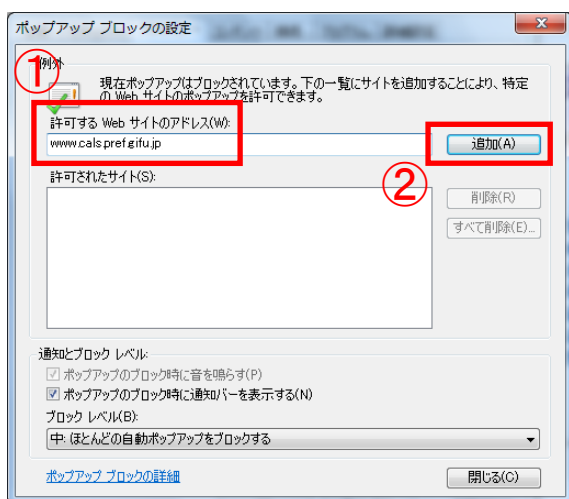 ポップアップ ブロックの設定
①
例外
現在ポップアップはブロックされています。下の一覧にサイトを追加することにより、特定
の Web サイトのポップアップを許可できます。
許可する Web サイトのアドレス(W):
www.cals.pref.gifu.jp
追加(A)
②
許可されたサイト(S):
削除(R)
すべて削除(E)...
通知とブロック レベル:
ポップアップのブロック時に音を鳴らす(P)
ポップアップのブロック時に通知バーを表示する(N)
ブロック レベル(B):
中: ほとんどの自動ポップアップをブロックする
ポップアップ ブロックの詳細
閉じる(C)